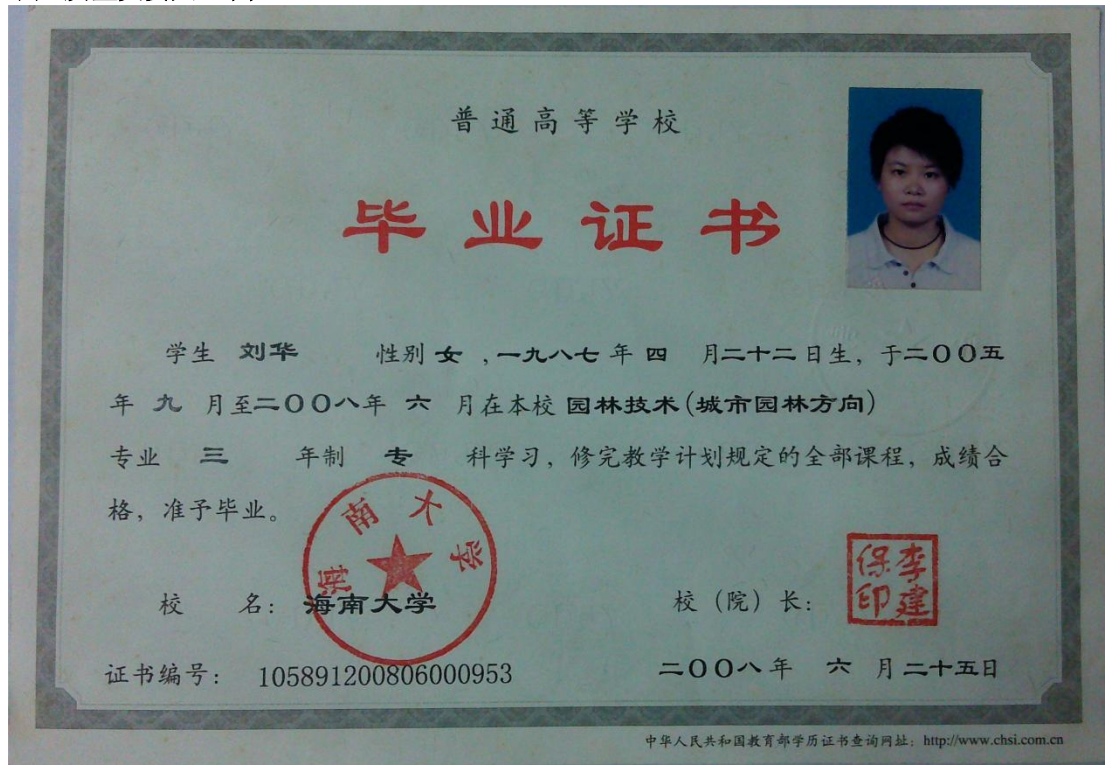 普通高等学校
毕业证书
学生 刘华 性别 女 ,一九八七 年 四 月二十二日生，于二〇〇五
年 九 月至二〇〇八年 六 月在本校 园林技术(城市园林方向)
专业 三 年制 专 科学习，修完教学计划规定的全部课程，成绩合
格，准予毕业。
海南大学
李建保印
校 名：海南大学 校（院）长：
证书编号： 105891200806000953 二〇〇八年 六 月二十五日
中华人民共和国教育部学历证书查询网址：http://www.chsi.com.cn